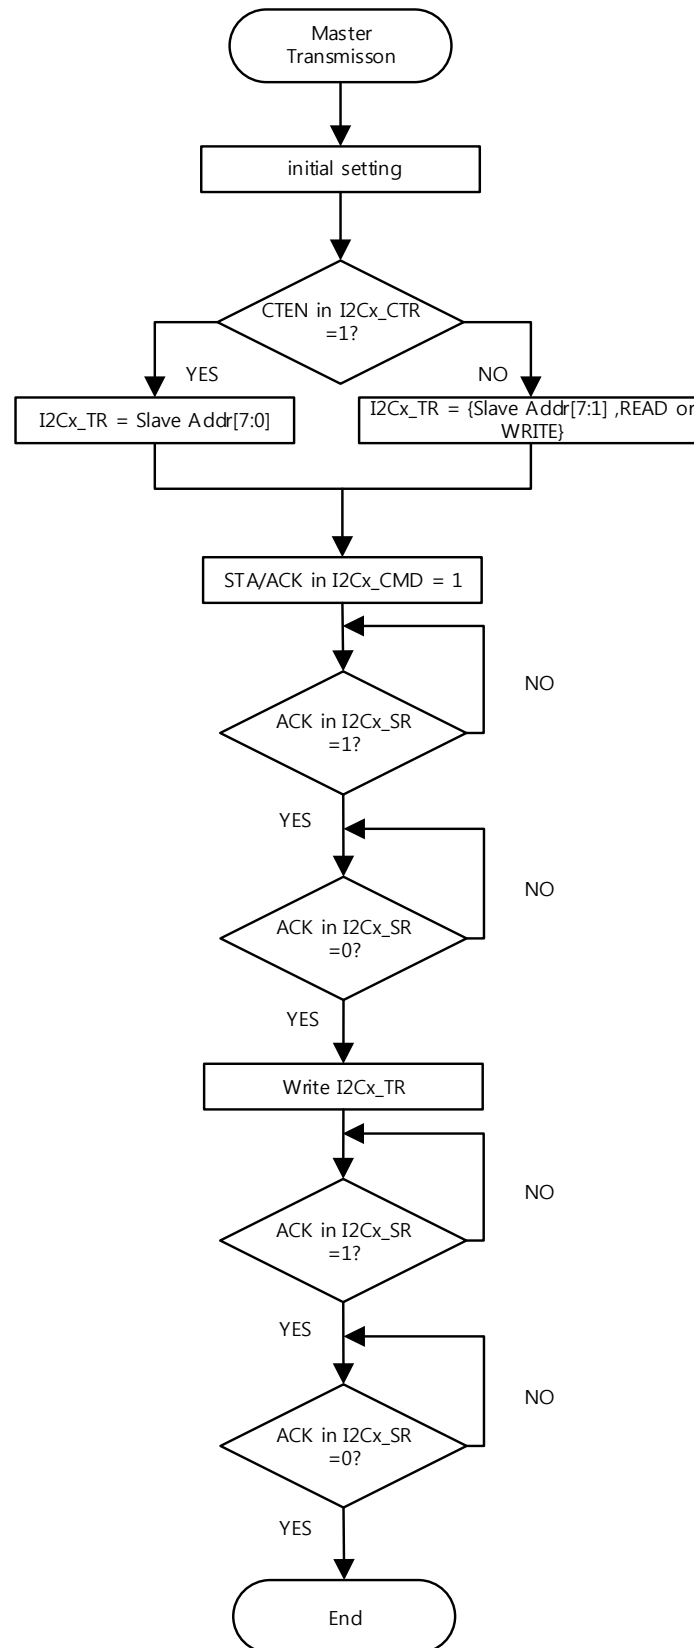 Master
Transmisson
initial setting
CTEN in I2Cx_CTR
=1?
YES
NO
I2Cx_TR = Slave Addr[7:0]
I2Cx_TR = {Slave Addr[7:1] ,READ or
WRITE}
STA/ACK in I2Cx_CMD = 1
NO
ACK in I2Cx_SR
=1?
YES
NO
ACK in I2Cx_SR
=0?
YES
Write I2Cx_TR
NO
ACK in I2Cx_SR
=1?
YES
NO
ACK in I2Cx_SR
=0?
YES
End